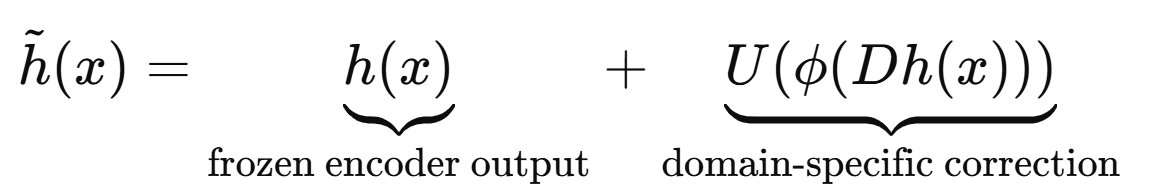 h̃(x) = h(x) + U(ϕ(Dh(x)))
frozen encoder output domain-specific correction